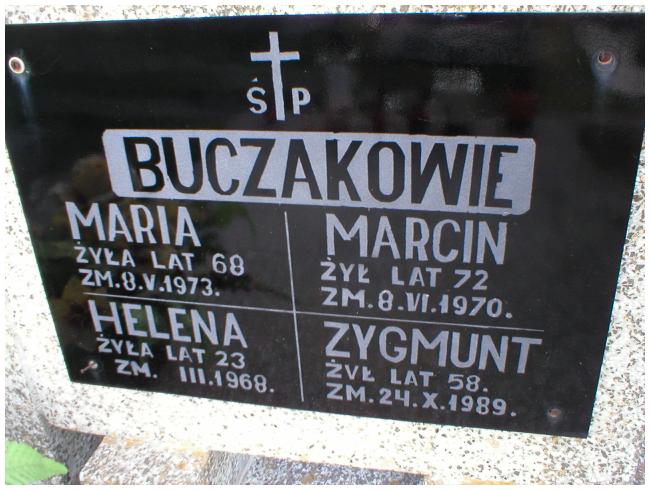 Ś P
BUCZAKOWIE
MARIA
ŻYŁA LAT 68
ZM.8.V.1973.
MARCIN
ŻYŁ LAT 72
ZM.8.VI.1970.
HELENA
ŻYŁA LAT 23
ZM. III.1968.
ZYGMUNT
ŻYŁ LAT 58.
ZM.24.X.1989.